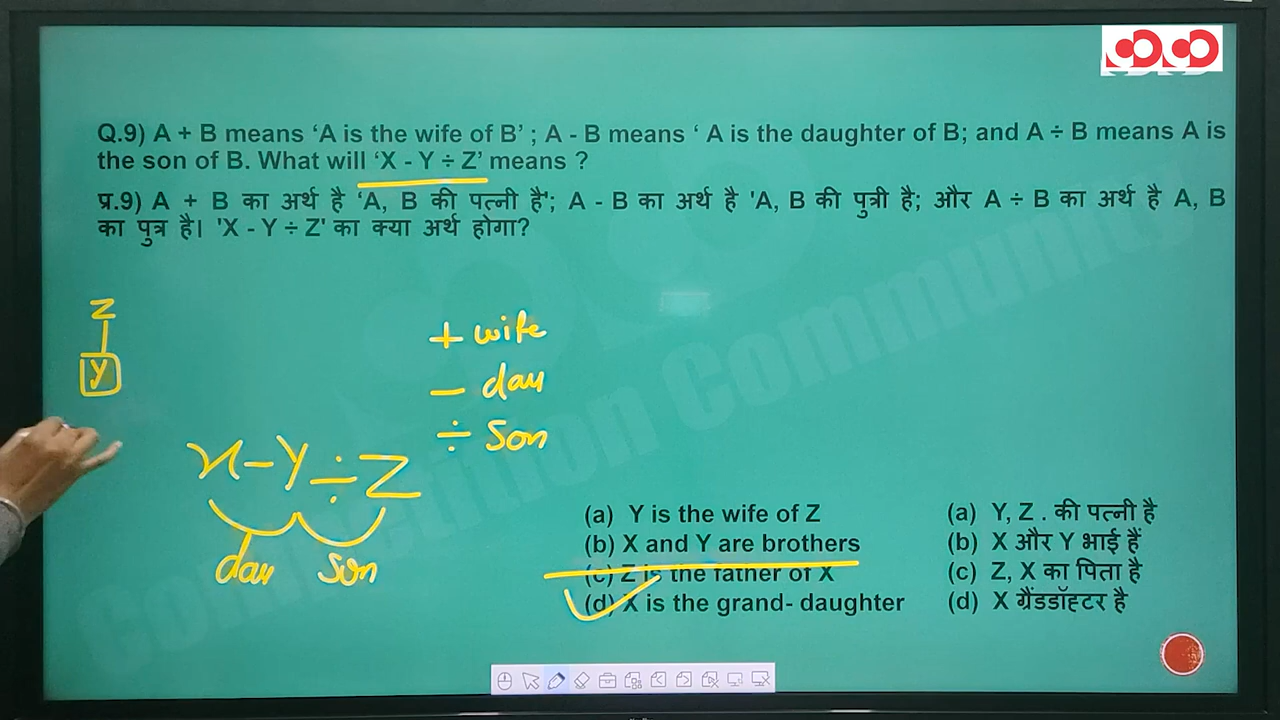 Q.9) A + B means ‘A is the wife of B’ ; A - B means ‘ A is the daughter of B; and A ÷ B means A is
the son of B. What will ‘X - Y ÷ Z’ means ?
प्र.9) A + B का अर्थ है ‘A, B की पत्नी है'; A - B का अर्थ है 'A, B की पुत्री है; और A ÷ B का अर्थ है A, B
का पुत्र है। 'X - Y ÷ Z' का क्या अर्थ होगा?
Z
Y
+ wife
- dau
÷ son
x-Y÷Z
dau son
(a) Y is the wife of Z
(b) X and Y are brothers
(c) Z is the father of X
(d) X is the grand- daughter
(a) Y, Z . की पत्नी है
(b) X और Y भाई हैं
(c) Z, X का पिता है
(d) X ग्रैंडडॉह्टर है
Community